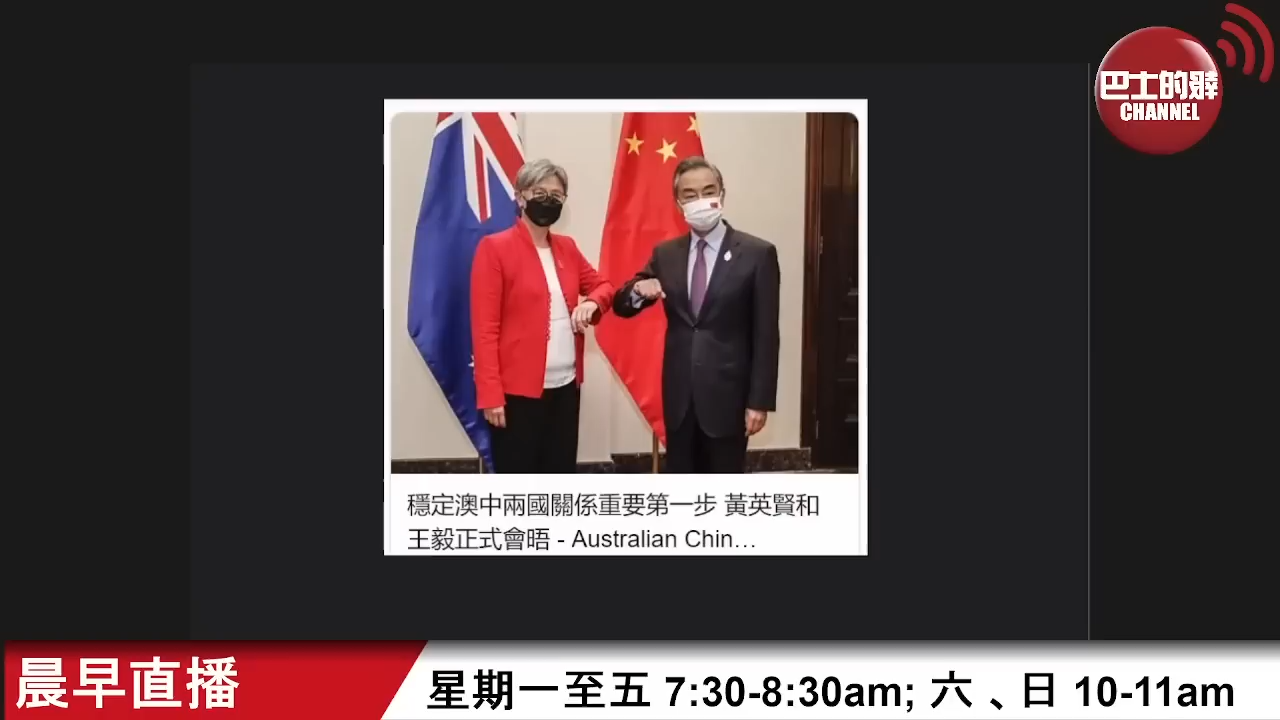 巴士的報
CHANNEL
穩定澳中兩國關係重要第一步 黃英賢和
王毅正式會晤 - Australian Chin…
晨早直播
星期一至五 7:30-8:30am; 六、日 10-11am